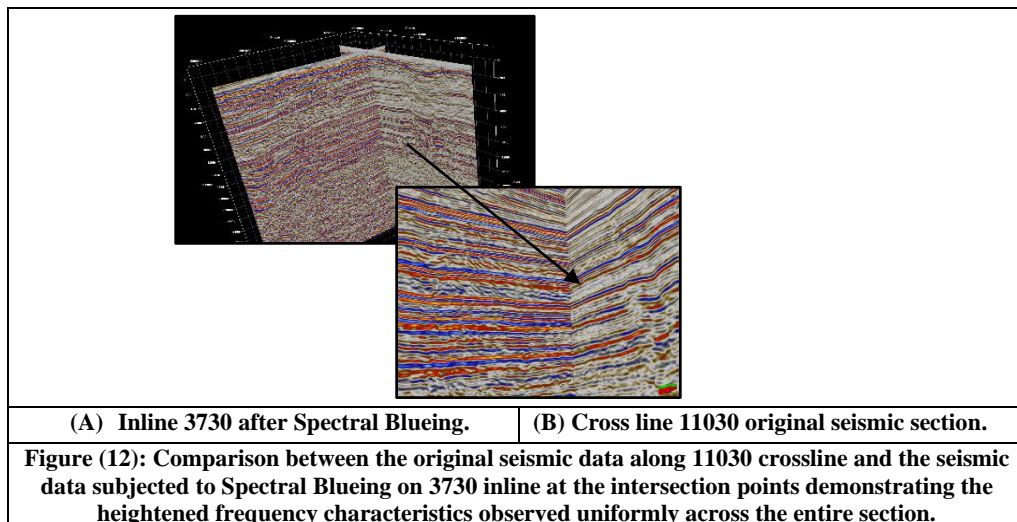 (A) Inline 3730 after Spectral Blueing.
(B) Cross line 11030 original seismic section.
Figure (12): Comparison between the original seismic data along 11030 crossline and the seismic
data subjected to Spectral Blueing on 3730 inline at the intersection points demonstrating the
heightened frequency characteristics observed uniformly across the entire section.